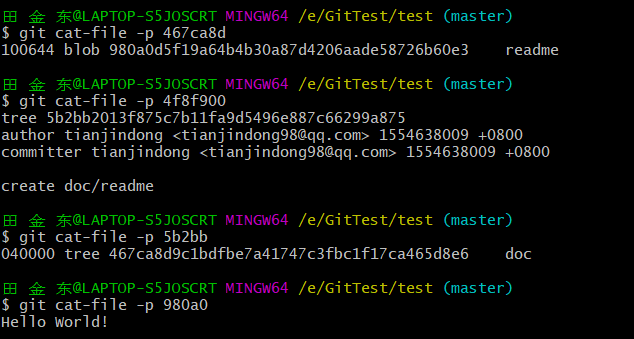 田 金 东@LAPTOP-S5JOSCRT MINGW64 /e/GitTest/test (master)
$ git cat-file -p 467ca8d
100644 blob 980a0d5f19a64b4b30a87d4206aade58726b60e3    readme
田 金 东@LAPTOP-S5JOSCRT MINGW64 /e/GitTest/test (master)
$ git cat-file -p 4f8f900
tree 5b2bb2013f875c7b11fa9d5496e887c66299a875
author tianjindong <tianjindong98@qq.com> 1554638009 +0800
committer tianjindong <tianjindong98@qq.com> 1554638009 +0800
create doc/readme
田 金 东@LAPTOP-S5JOSCRT MINGW64 /e/GitTest/test (master)
$ git cat-file -p 5b2bb
040000 tree 467ca8d9c1bdfbe7a41747c3fbc1f17ca465d8e6    doc
田 金 东@LAPTOP-S5JOSCRT MINGW64 /e/GitTest/test (master)
$ git cat-file -p 980a0
Hello World!